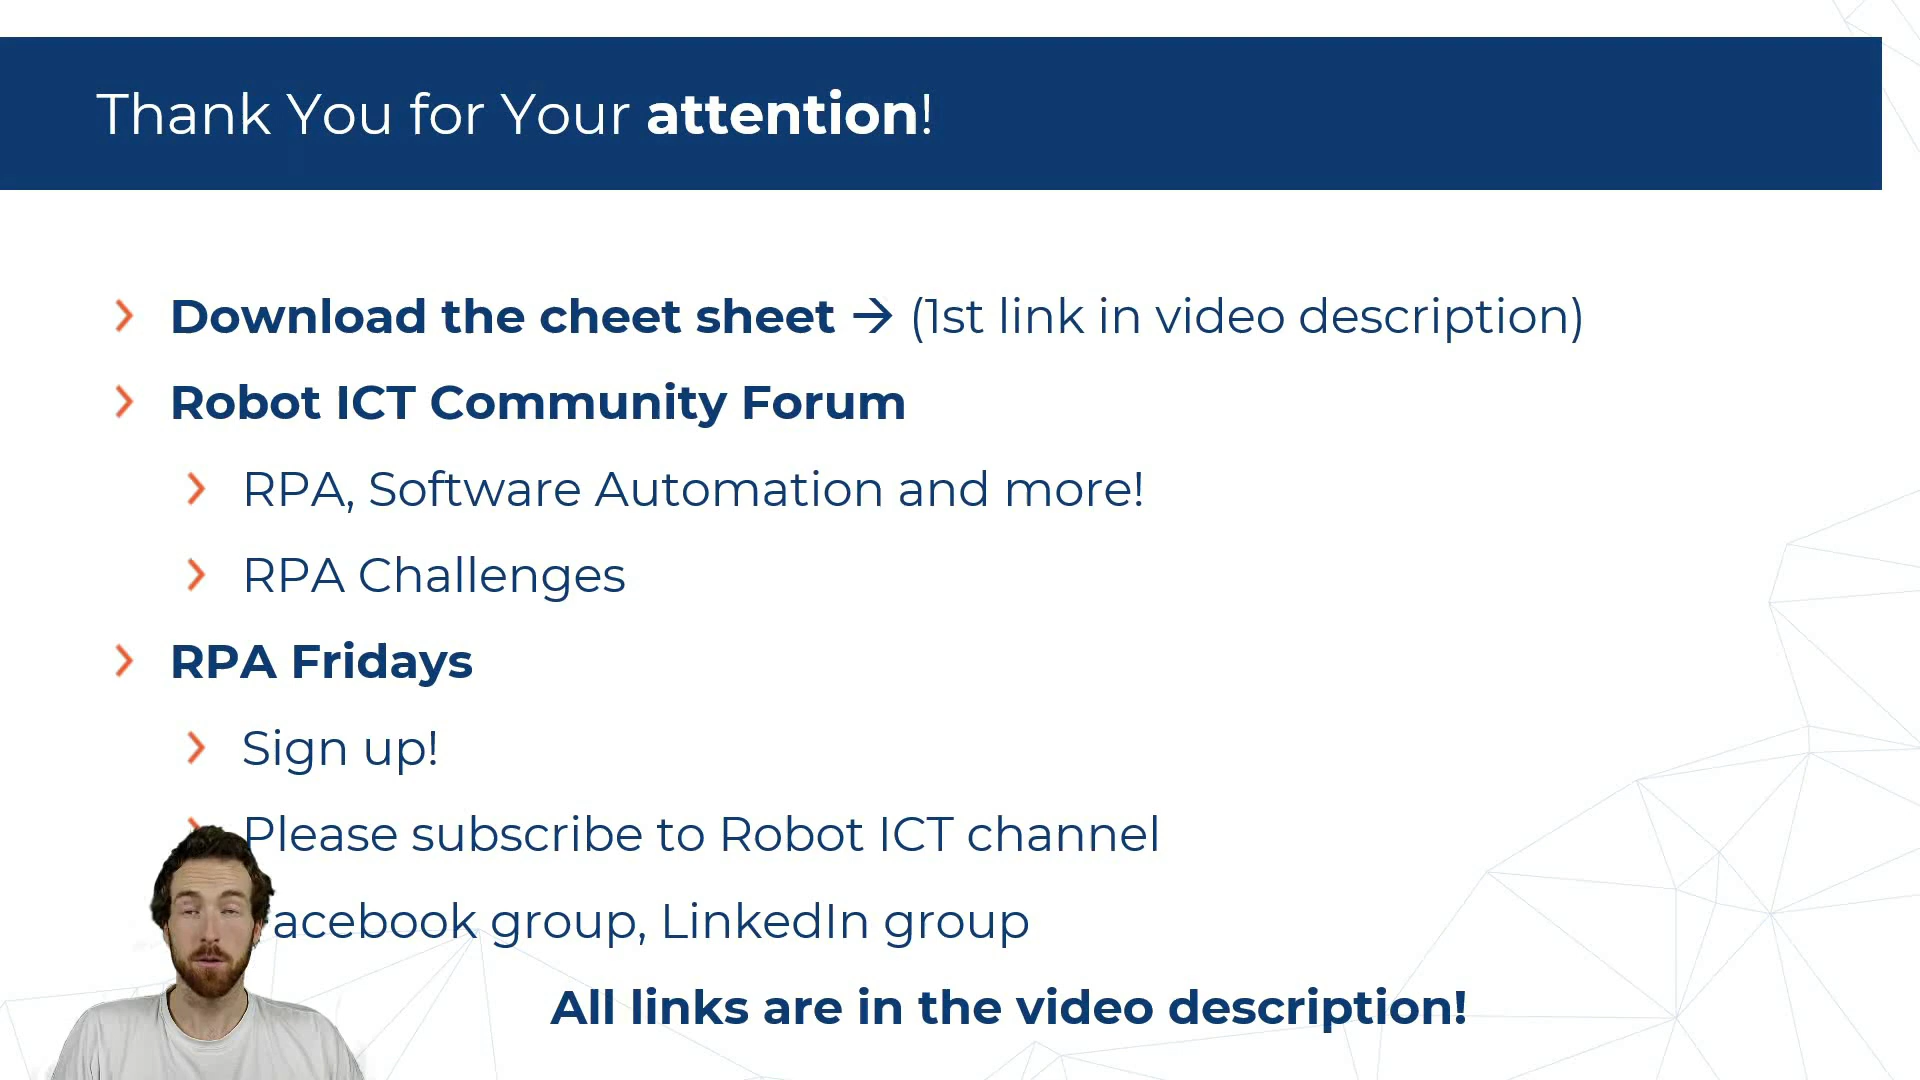 Thank You for Your attention!
Download the cheet sheet → (1st link in video description)
Robot ICT Community Forum
RPA, Software Automation and more!
RPA Challenges
RPA Fridays
Sign up!
Please subscribe to Robot ICT channel
acebook group, LinkedIn group
All links are in the video description!